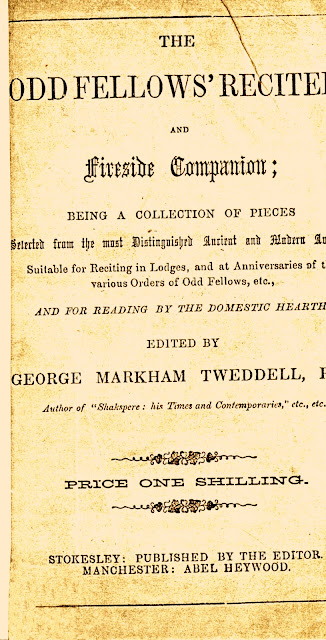 THE
ODD FELLOWS' RECITE
AND
Fireside Companion;
BEING A COLLECTION OF PIECES
Selected from the most Distinguished Ancient and Modern Au
Suitable for Reciting in Lodges, and at Anniversaries of t
various Orders of Odd Fellows, etc.,
AND FOR READING BY THE DOMESTIC HEARTH
EDITED BY
GEORGE MARKHAM TWEDDELL,
Author of "Shakspere: his Times and Contemporaries," etc., etc.
PRICE ONE SHILLING.
STOKESLEY: PUBLISHED BY THE EDITOR.
MANCHESTER: ABEL HEYWOOD.